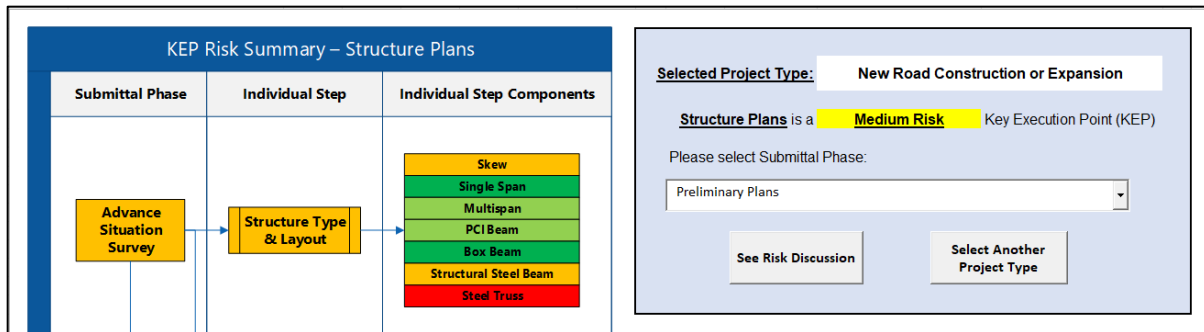 KEP Risk Summary – Structure Plans
Submittal Phase
Individual Step
Individual Step Components
Advance
Situation
Survey
Structure Type
& Layout
Skew
Single Span
Multispan
PCI Beam
Box Beam
Structural Steel Beam
Steel Truss
Selected Project Type: New Road Construction or Expansion
Structure Plans is a Medium Risk Key Execution Point (KEP)
Please select Submittal Phase:
Preliminary Plans
See Risk Discussion
Select Another
Project Type